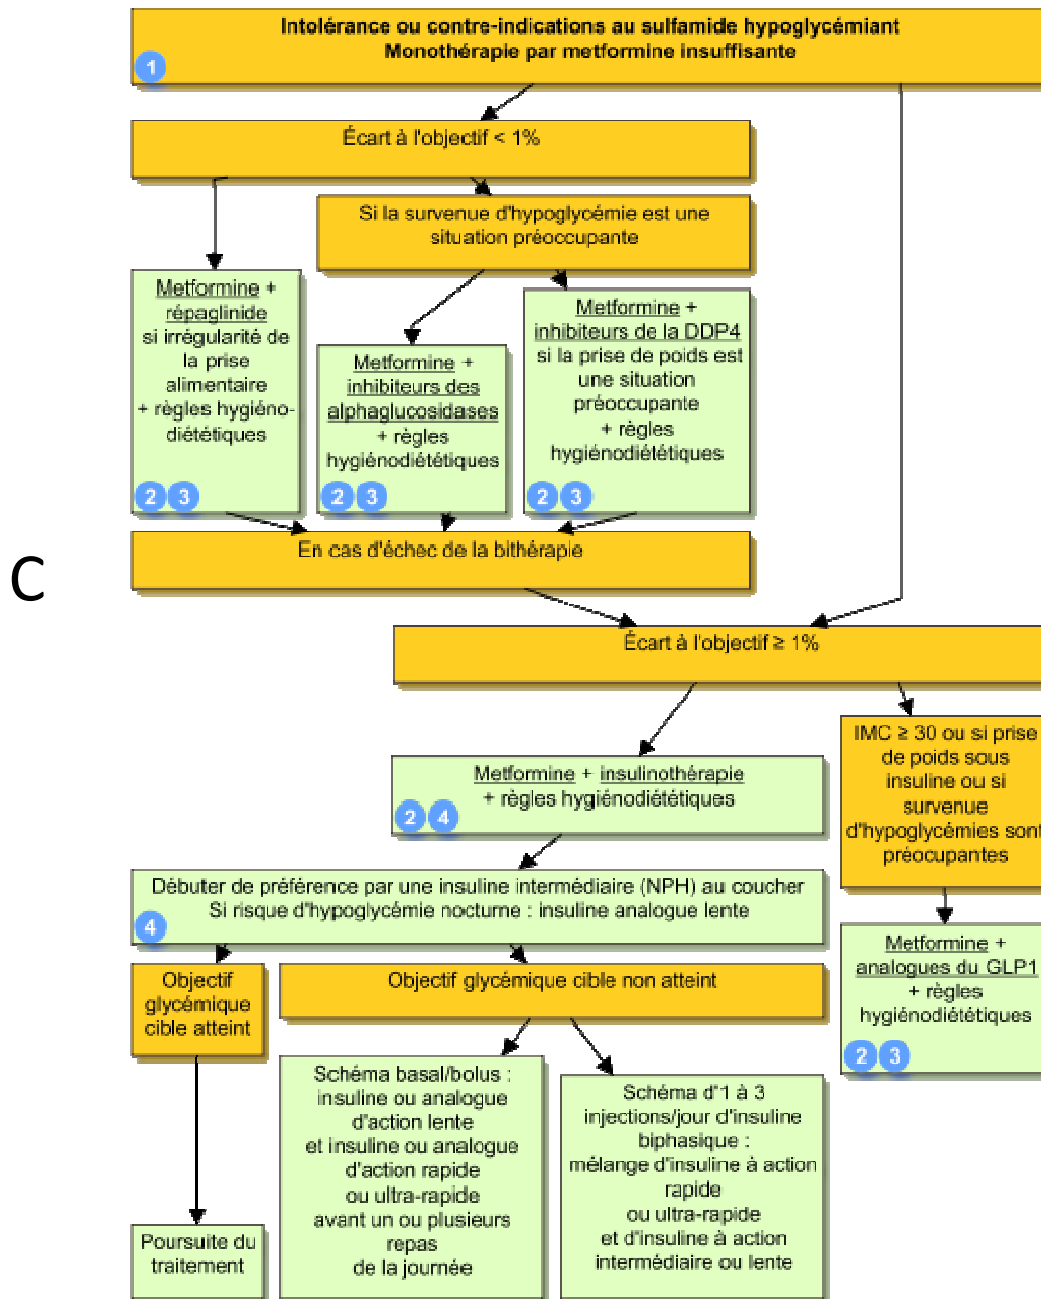 Intolérance ou contre-indications au sulfamide hypoglycémiant
Monothérapie par metformine insuffisante
1
Écart à l'objectif < 1%
Si la survenue d'hypoglycémie est une
situation préoccupante
Metformine +
répaglinide
si irrégularité de
la prise
alimentaire
+ règles hygiéno-
diététiques
2 3
Metformine +
inhibiteurs des
alphaglucosidases
+ règles
hygiénodiététiques
2 3
Metformine +
inhibiteurs de la DDP4
si la prise de poids est
une situation
préoccupante
+ règles
hygiénodiététiques
2 3
En cas d'échec de la bithérapie
C
Écart à l'objectif ≥ 1%
Metformine + insulinothérapie
+ règles hygiénodiététiques
2 4
IMC ≥ 30 ou si prise
de poids sous
insuline ou si
survenue
d'hypoglycémies sont
préoccupantes
Débuter de préférence par une insuline intermédiaire (NPH) au coucher
Si risque d'hypoglycémie nocturne : insuline analogue lente
4
Metformine +
analogues du GLP1
+ règles
hygiénodiététiques
2 3
Objectif
glycémique
cible atteint
Objectif glycémique cible non atteint
Schéma basal/bolus :
insuline ou analogue
d'action lente
et insuline ou analogue
d'action rapide
ou ultra-rapide
avant un ou plusieurs
repas
de la journée
Schéma d'1 à 3
injections/jour d'insuline
biphasique :
mélange d'insuline à action
rapide
ou ultra-rapide
et d'insuline à action
intermédiaire ou lente
Poursuite du
traitement